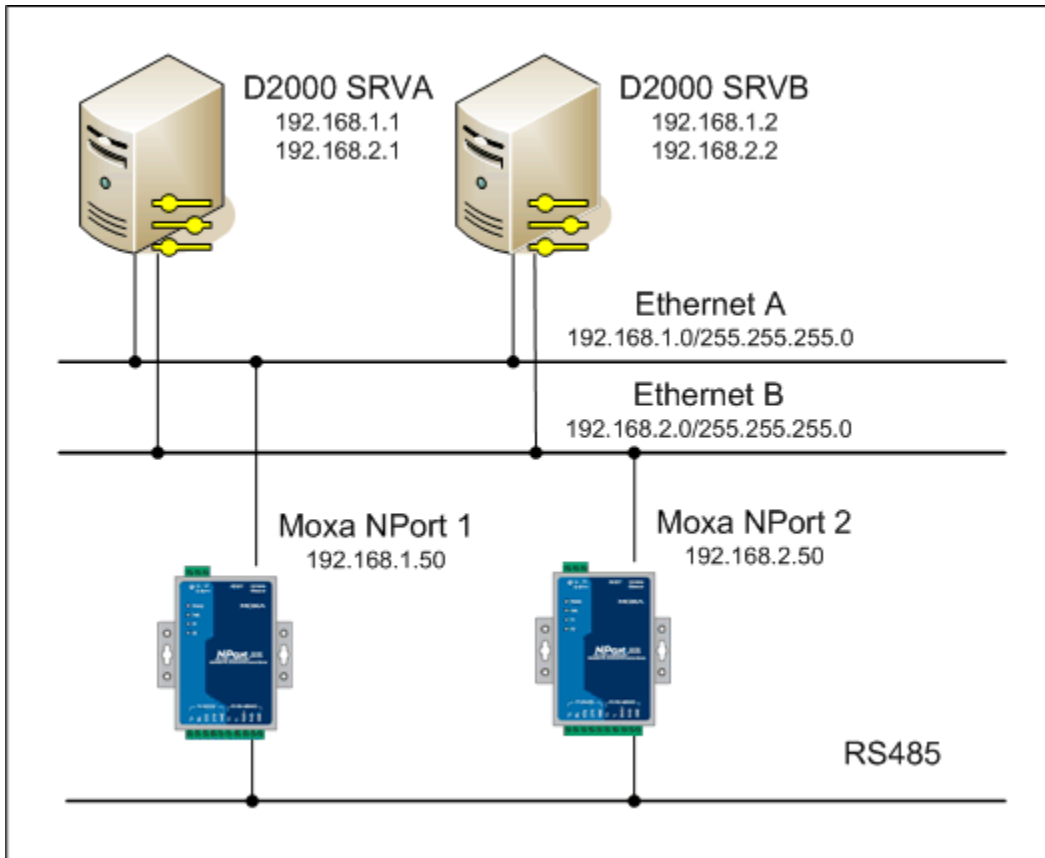 D2000 SRVA
192.168.1.1
192.168.2.1
D2000 SRVB
192.168.1.2
192.168.2.2
Ethernet A
192.168.1.0/255.255.255.0
Ethernet B
192.168.2.0/255.255.255.0
Moxa NPort 1
192.168.1.50
Moxa NPort 2
192.168.2.50
NPort
NPort
RS485